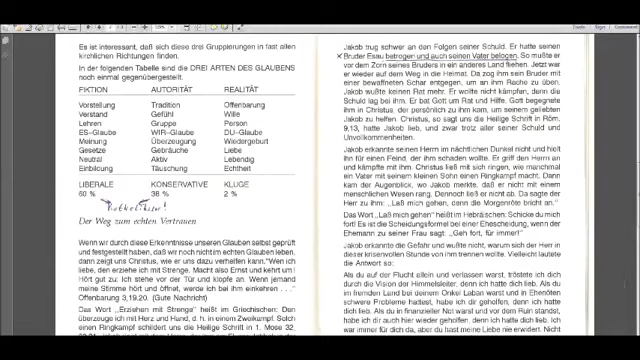 Tools Sign Comment
Es ist interessant, daß sich diese drei Gruppierungen in fast allen
kirchlichen Richtungen finden.
In der folgenden Tabelle sind die DREI ARTEN DES GLAUBENS
noch einmal gegenübergestellt.
FIKTION AUTORITÄT REALITÄT
Vorstellung Tradition Offenbarung
Verstand Gefühl Wille
Lehren Gruppe Person
ES-Glaube WIR-Glaube DU-Glaube
Meinung Überzeugung Wiedergeburt
Gesetze Gebräuche Liebe
Neutral Aktiv Lebendig
Einbildung Täuschung Echtheit
LIBERALE KONSERVATIVE KLUGE
60 % 38 % 2 %
Der Weg zum echten Vertrauen
Wenn wir durch diese Erkenntnisse unseren Glauben selbst geprüft
und festgestellt haben, daß wir noch nicht im echten Glauben leben,
dann zeigt uns Christus, wie er uns dazu verhelfen kann. "Wen ich
liebe, den erziehe ich mit Strenge. Macht also Ernst und kehrt um!
Hört gut zu: Ich stehe vor der Tür und klopfe an. Wenn jemand
meine Stimme hört und öffnet, werde ich bei ihm einkehren . . ."
Offenbarung 3,19.20. (Gute Nachricht)
Das Wort „Erziehen mit Strenge" heißt im Griechischen: Den
überzeuge ich mit Herz und Hand, d. h. in einem Zweikampf. Solch
einen Ringkampf schildert uns die Heilige Schrift in 1. Mose 32,
Jakob trug schwer an den Folgen seiner Schuld. Er hatte seinen
Bruder Esau betrogen und auch seinen Vater belogen. So mußte er
vor dem Zorn seines Bruders in ein anderes Land fliehen. Jetzt war
er wieder auf dem Weg in die Heimat. Da zog ihm sein Bruder mit
einer bewaffneten Schar entgegen, um an ihm Rache zu üben.
Jakob wußte keinen Rat mehr. Er wollte nicht kämpfen, denn die
Schuld lag bei ihm. Er bat Gott um Rat und Hilfe. Gott begegnete
ihm in Christus, der persönlich zu ihm kam, um seinem geliebten
Jakob zu helfen. Christus, so sagt uns die Heilige Schrift in Röm.
9,13, hatte Jakob lieb, und zwar trotz aller seiner Schuld und
Unvollkommenheiten.
Jakob erkannte seinen Herrn im nächtlichen Dunkel nicht und hielt
ihn für einen Feind, der ihm schaden wollte. Er griff den Herrn an
und kämpfte mit ihm. Christus ließ mit sich ringen, wie manchmal
ein Vater mit seinem kleinen Sohn einen Ringkampf macht. Dann
kam der Augenblick, wo Jakob merkte, daß er nicht mit einem
menschlichen Wesen rang. Dennoch ließ er nicht ab. Da sagte der
Herr zu ihm: „Laß mich gehen, denn die Morgenröte bricht an."
Das Wort „Laß mich gehen" heißt im Hebräischen: Schicke du mich
fort! Es ist die Scheidungsformel bei einer Ehescheidung, wenn der
Ehemann zu seiner Frau sagt: „Geh fort, für immer!"
Jakob erkannte die Gefahr und wußte nicht, warum sich der Herr in
dieser krisenvollen Stunde von ihm trennen wollte. Vielleicht lautete
die Antwort so:
Als du auf der Flucht allein und verlassen warst, tröstete ich dich
durch die Vision der Himmelsleiter, denn ich hatte dich lieb. Als du
im fremden Land bei deinem Onkel Laban warst und in Ehenöten
schwere Probleme hattest, habe ich dir geholfen, denn ich hatte
dich lieb. Als du in finanzieller Not warst und vor dem Ruin standst,
habe ich dir auch hier wieder geholfen, denn ich hatte dich lieb. Ich
war immer für dich da, aber du hast meine Liebe nie erwidert. Nicht